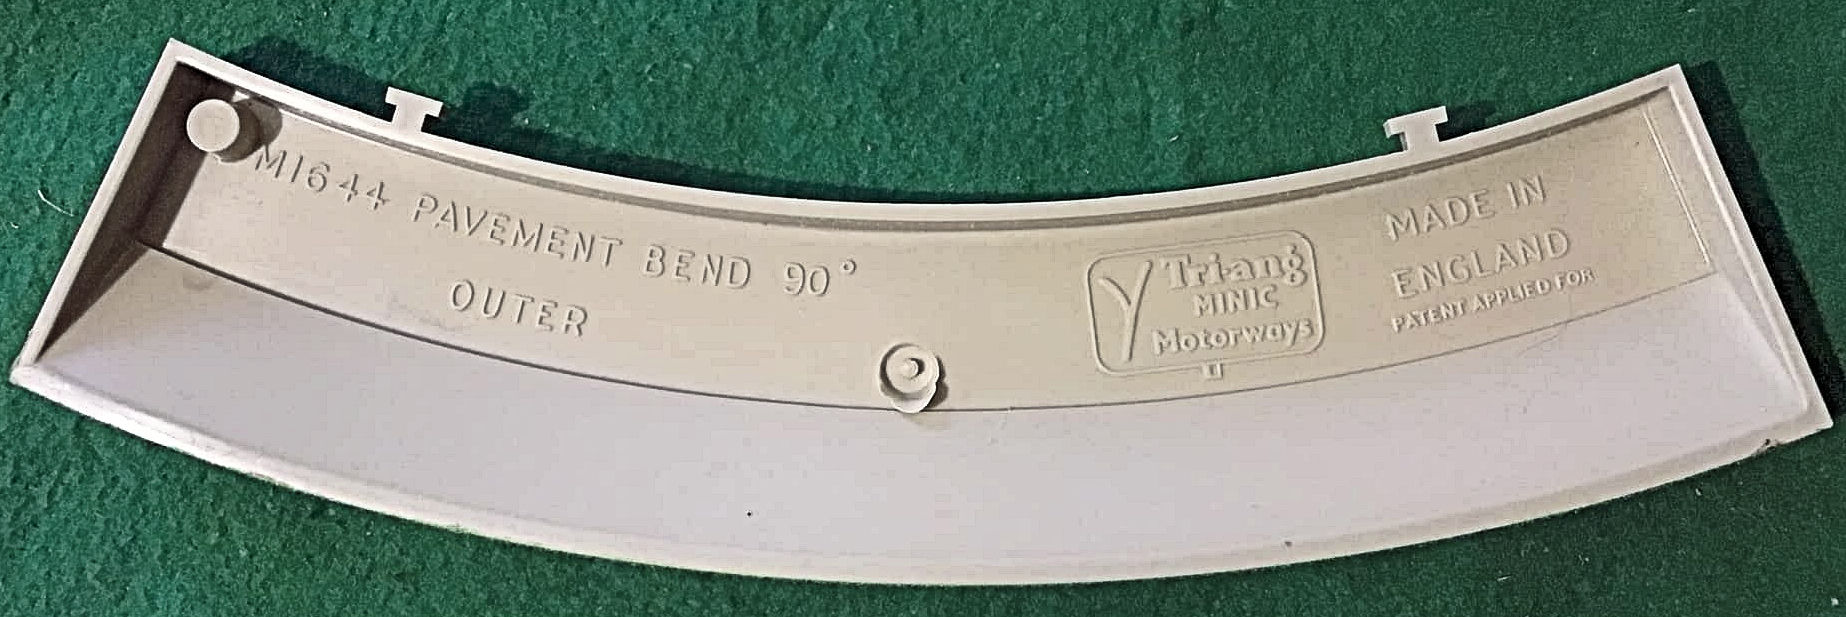 M1644 PAVEMENT BEND 90°
OUTER
Tri-ang
MINIC
Motorways
MADE IN
ENGLAND
PATENT APPLIED FOR